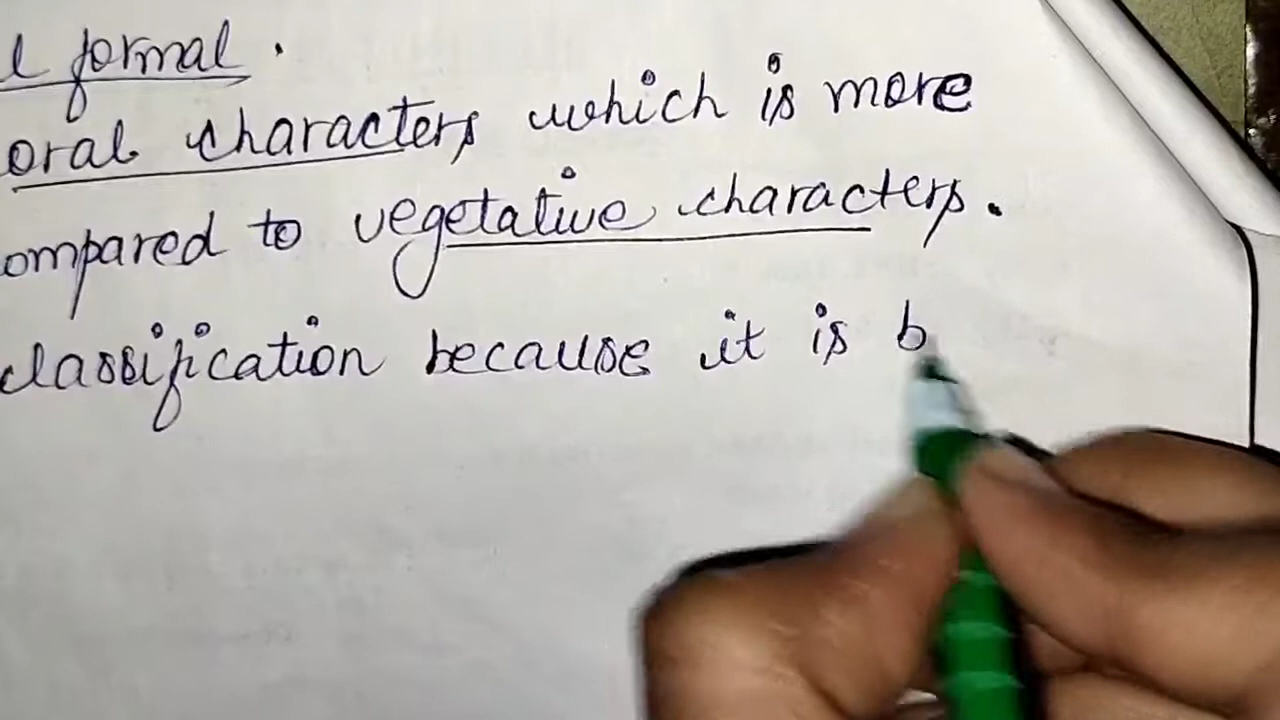 l formal.
oral characters which is more
ompared to vegetative characters.
classification because it is b